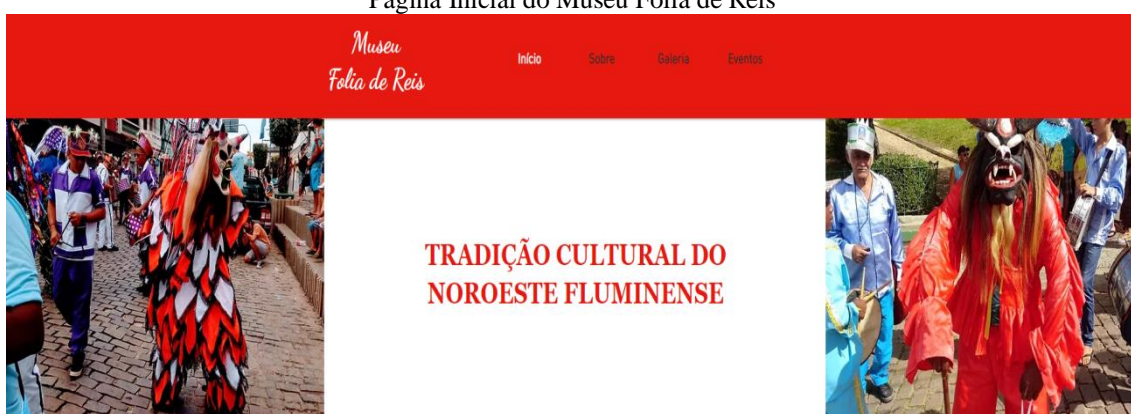 Página Inicial do Museu Folia de Reis
Museu
Folia de Reis
Início
Sobre
Galeria
Eventos
TRADIÇÃO CULTURAL DO
NOROESTE FLUMINENSE